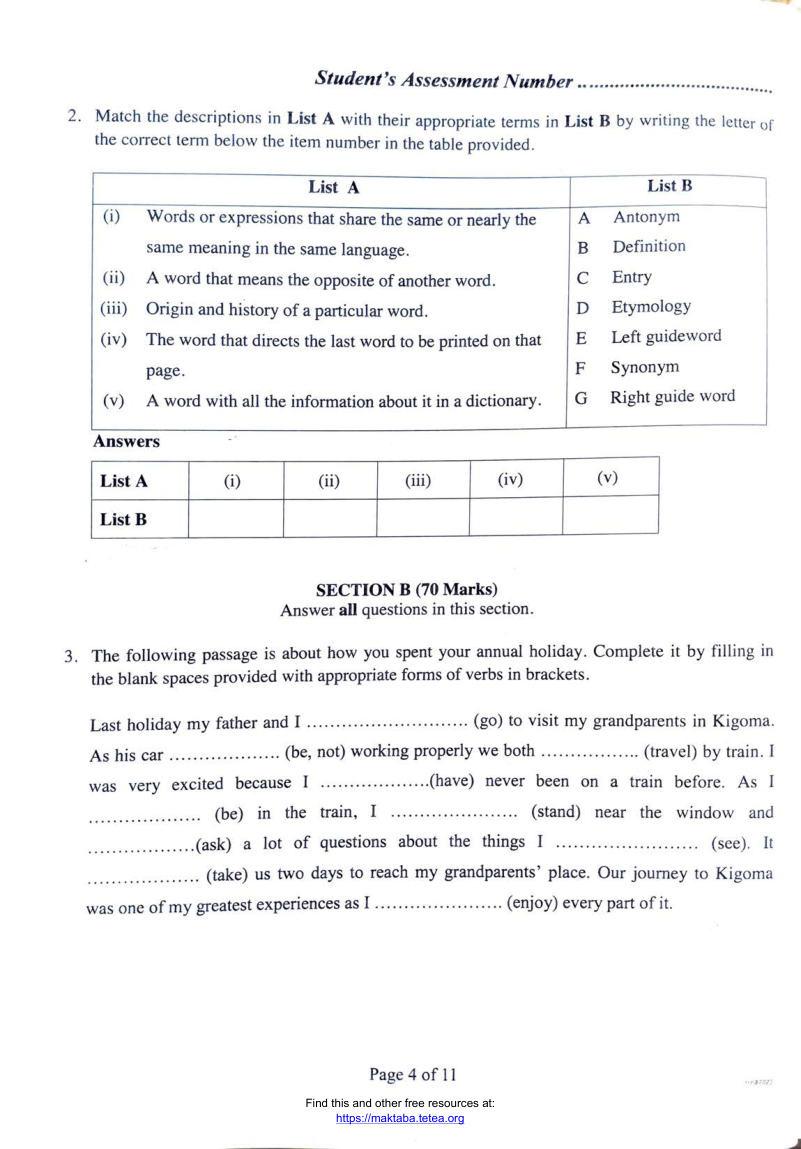 Student's Assessment Number ......................................
2. Match the descriptions in List A with their appropriate terms in List B by writing the letter of
the correct term below the item number in the table provided.
List A List B
(i) Words or expressions that share the same or nearly the A Antonym
same meaning in the same language. B Definition
(ii) A word that means the opposite of another word. C Entry
(iii) Origin and history of a particular word. D Etymology
(iv) The word that directs the last word to be printed on that E Left guideword
page. F Synonym
(v) A word with all the information about it in a dictionary. G Right guide word
Answers
List A (i) (ii) (iii) (iv) (v)
List B
SECTION B (70 Marks)
Answer all questions in this section.
3. The following passage is about how you spent your annual holiday. Complete it by filling in
the blank spaces provided with appropriate forms of verbs in brackets.
Last holiday my father and I ............................ (go) to visit my grandparents in Kigoma.
As his car ................... (be, not) working properly we both ................. (travel) by train. I
was very excited because I ...................(have) never been on a train before. As I
................... (be) in the train, I ...................... (stand) near the window and
..................(ask) a lot of questions about the things I ........................ (see). It
................... (take) us two days to reach my grandparents' place. Our journey to Kigoma
was one of my greatest experiences as I ...................... (enjoy) every part of it.
Page 4 of 11
Find this and other free resources at:
https://maktaba.tetea.org